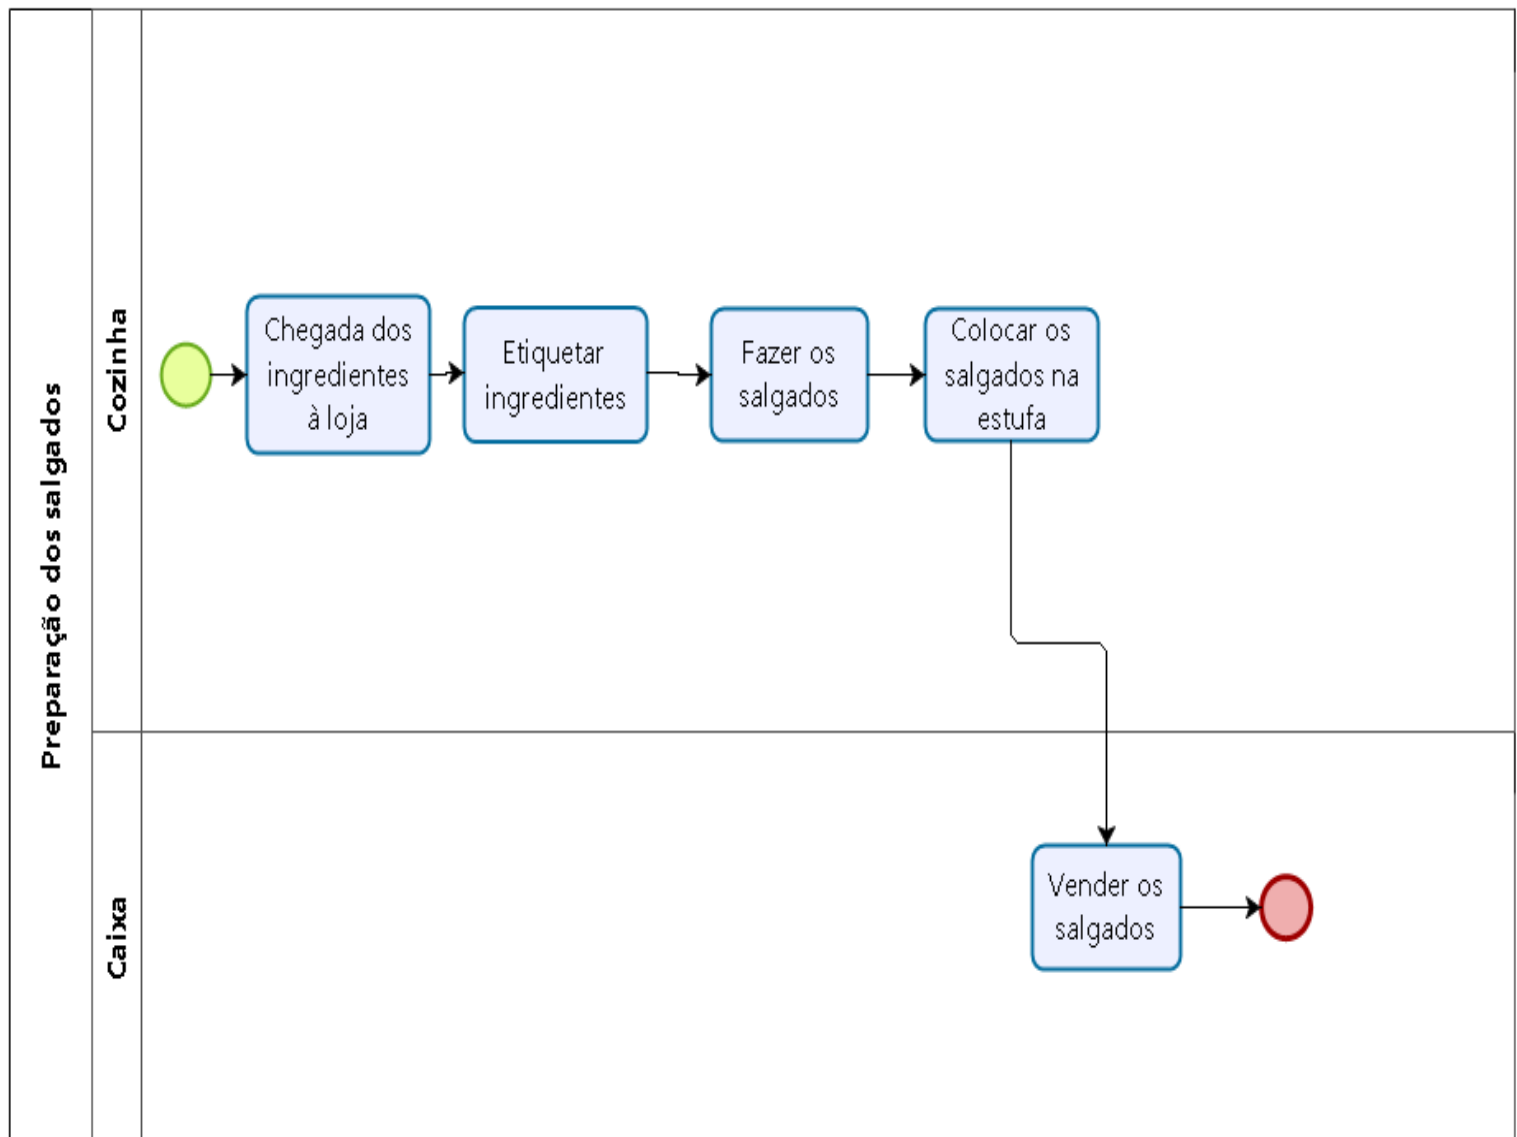 Preparação dos salgados
Cozinha
Chegada dos
ingredientes
à loja
Etiquetar
ingredientes
Fazer os
salgados
Colocar os
salgados na
estufa
Caixa
Vender os
salgados